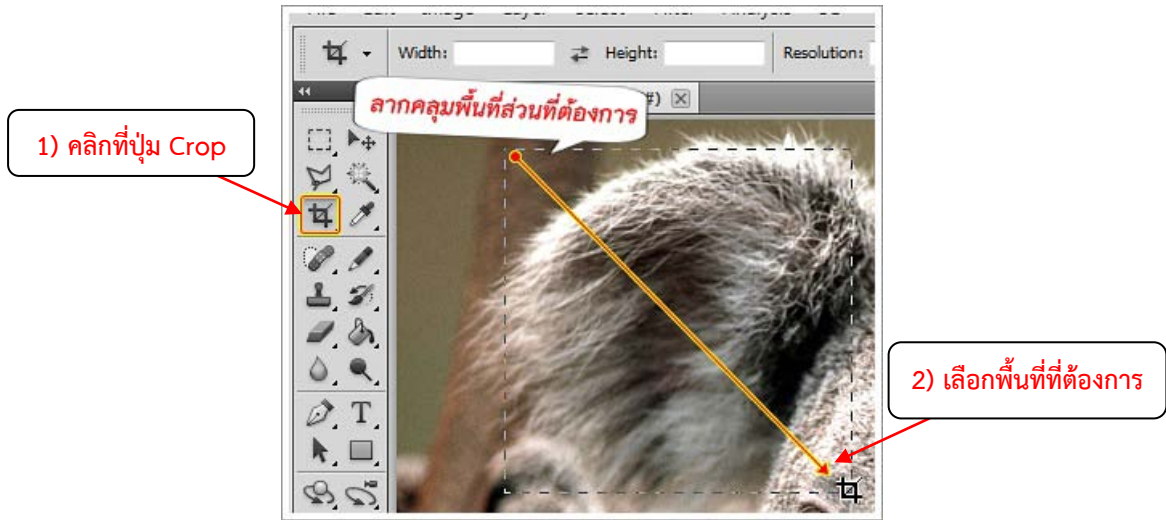 Width:
Height:
Resolution:
#)
ลากคลุมพื้นที่ส่วนที่ต้องการ
1) คลิกที่ปุ่ม Crop
T
2) เลือกพื้นที่ที่ต้องการ